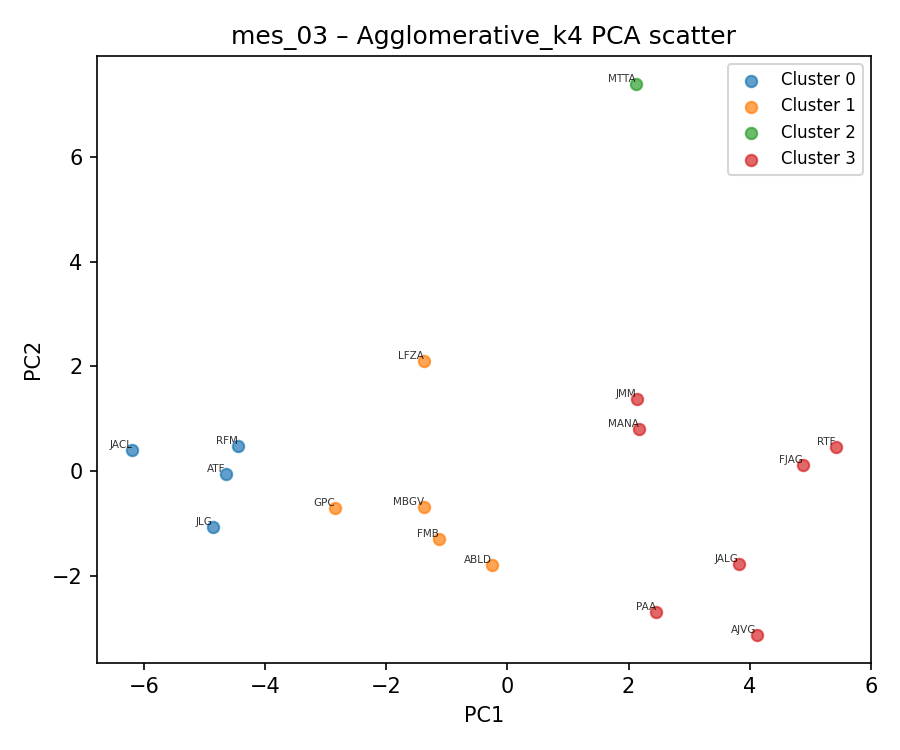 mes_03 – Agglomerative_k4 PCA scatter
MTTA
Cluster 0
Cluster 1
Cluster 2
Cluster 3
6
4
LFZA
2
JMM
MANA
JACL
RFM
RTF
FJAG
ATF
0
GPC
MBGV
JLG
FMB
ABLD
JALG
−2
PAA
AJVG
−6
−4
−2
0
2
4
6
PC1
PC2